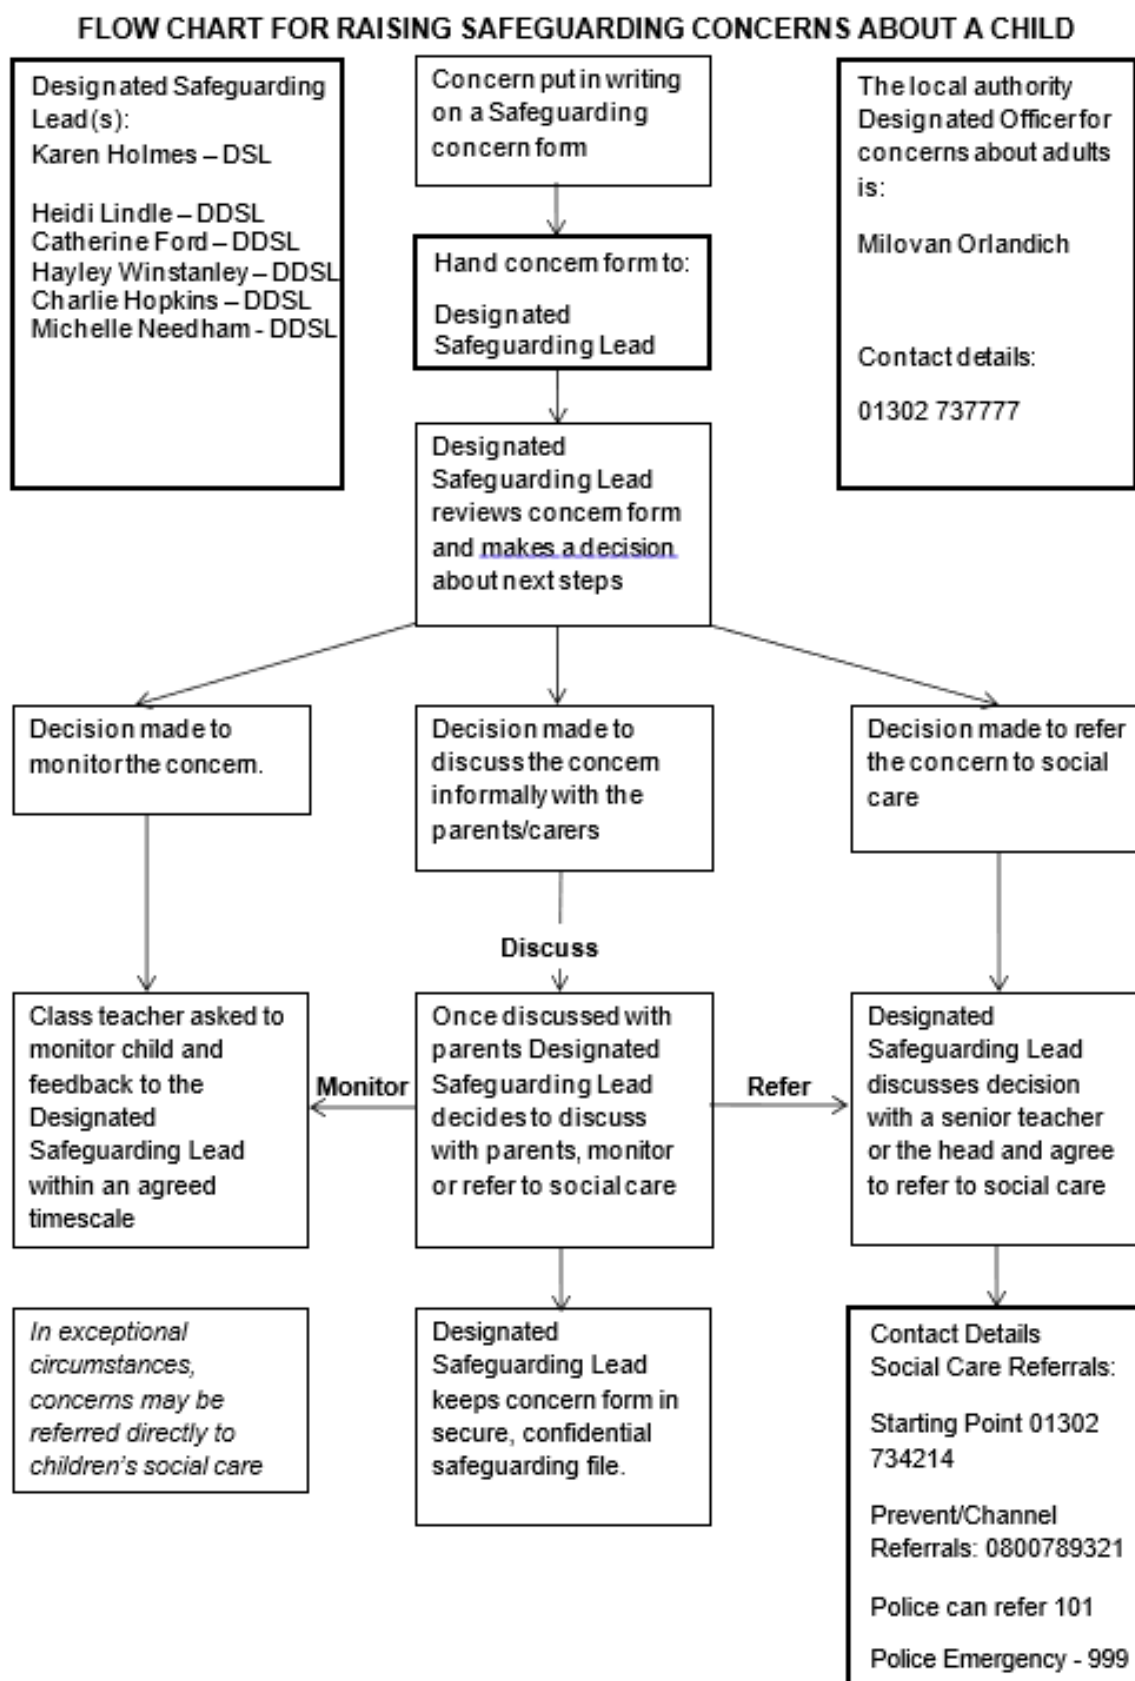 FLOW CHART FOR RAISING SAFEGUARDING CONCERNS ABOUT A CHILD
Designated Safeguarding
Lead(s):
Karen Holmes – DSL
Heidi Lindle – DDSL
Catherine Ford – DDSL
Hayley Winstanley – DDSL
Charlie Hopkins – DDSL
Michelle Needham - DDSL
Concern put in writing
on a Safeguarding
concern form
The local authority
Designated Officer for
concerns about adults
is:
Milovan Orlandich
Contact details:
01302 737777
Hand concern form to:
Designated
Safeguarding Lead
Designated
Safeguarding Lead
reviews concern form
and makes a decision
about next steps
Decision made to
monitor the concern.
Decision made to
discuss the concern
informally with the
parents/carers
Decision made to refer
the concern to social
care
Discuss
Class teacher asked to
monitor child and
feedback to the
Designated
Safeguarding Lead
within an agreed
timescale
Monitor
Once discussed with
parents Designated
Safeguarding Lead
decides to discuss
with parents, monitor
or refer to social care
Refer
Designated
Safeguarding Lead
discusses decision
with a senior teacher
or the head and agree
to refer to social care
In exceptional
circumstances,
concerns may be
referred directly to
children's social care
Designated
Safeguarding Lead
keeps concern form in
secure, confidential
safeguarding file.
Contact Details
Social Care Referrals:
Starting Point 01302
734214
Prevent/Channel
Referrals: 0800789321
Police can refer 101
Police Emergency - 999